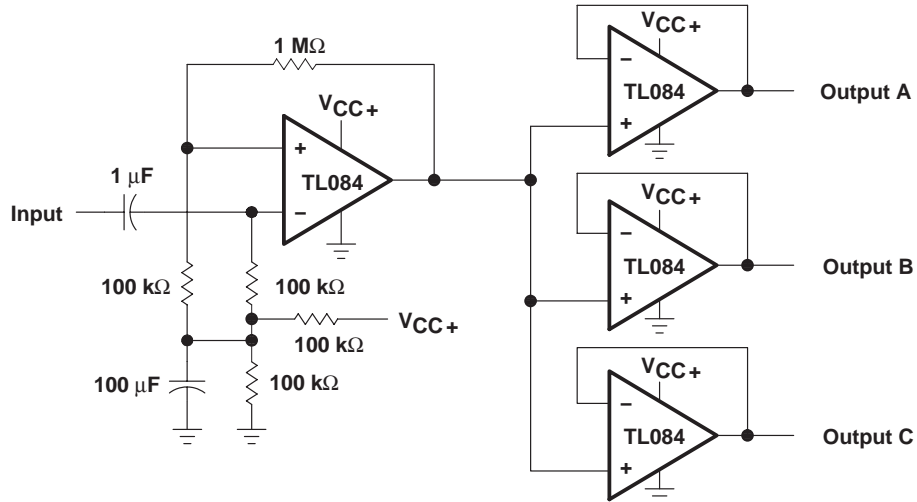 1 MΩ
VCC+
+
TL084
−
1 μF
Input
100 kΩ
100 kΩ
VCC+
100 kΩ
100 μF
100 kΩ
VCC+
−
TL084
+
Output A
VCC+
−
TL084
+
Output B
VCC+
−
TL084
+
Output C